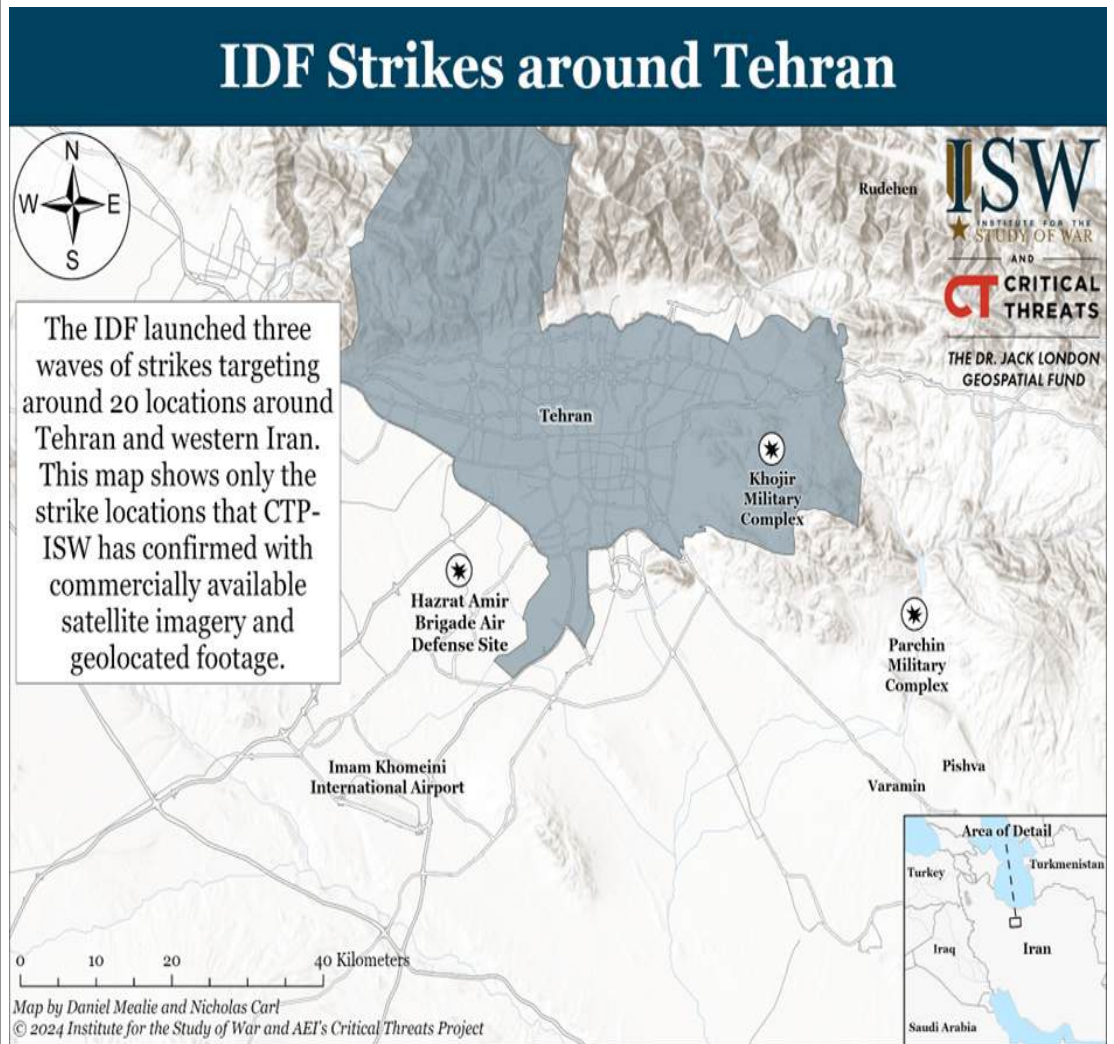 IDF Strikes around Tehran
N
W E
S
Rudehen
ISW
INSTITUTE FOR THE
STUDY OF WAR
AND
CT CRITICAL
THREATS
THE DR. JACK LONDON
GEOSPATIAL FUND
The IDF launched three
waves of strikes targeting
around 20 locations around
Tehran and western Iran.
This map shows only the
strike locations that CTP-
ISW has confirmed with
commercially available
satellite imagery and
geolocated footage.
Tehran
Khojir
Military
Complex
Hazrat Amir
Brigade Air
Defense Site
Parchin
Military
Complex
Imam Khomeini
International Airport
Pishva
Varamin
Area of Detail
Turkey
Turkmenistan
Iraq
Iran
Saudi Arabia
0 10 20 40 Kilometers
Map by Daniel Mealie and Nicholas Carl
© 2024 Institute for the Study of War and AEI's Critical Threats Project